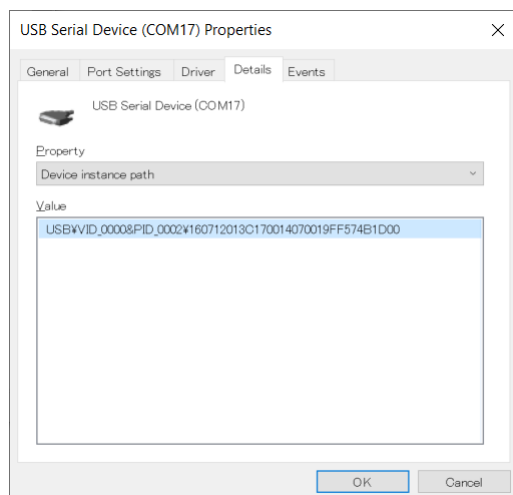 USB Serial Device (COM17) Properties
General Port Settings Driver Details Events
USB Serial Device (COM17)
Property
Device instance path
Value
USB¥VID_0000&PID_0002¥160712013C170014070019FF574B1D00
OK Cancel